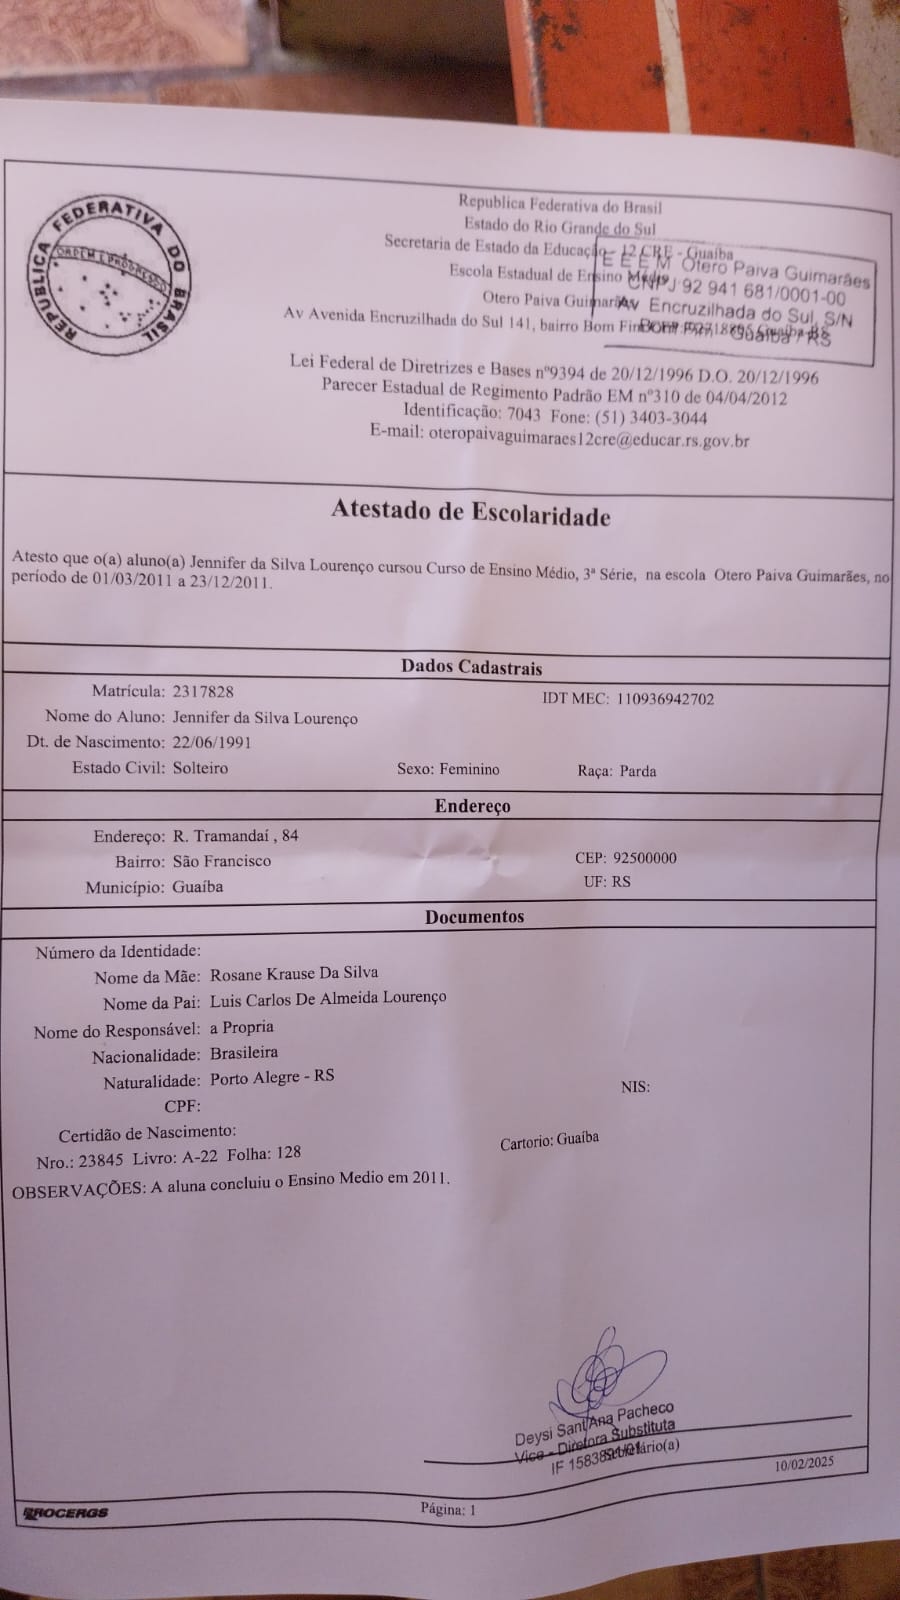 REPUBLICA FEDERATIVA DO BRASIL
ORDEM E PROGRESSO
Republica Federativa do Brasil
Estado do Rio Grande do Sul
Secretaria de Estado da Educação - 12 CRE - Guaíba
Escola Estadual de Ensino Médio
Otero Paiva Guimarães
Av Avenida Encruzilhada do Sul 141, bairro Bom Fim
E E E M Otero Paiva Guimarães
CNPJ 92 941 681/0001-00
Av Encruzilhada do Sul, S/N
Guaíba / RS
Lei Federal de Diretrizes e Bases nº9394 de 20/12/1996 D.O. 20/12/1996
Parecer Estadual de Regimento Padrão EM nº310 de 04/04/2012
Identificação: 7043 Fone: (51) 3403-3044
E-mail: oteropaivaguimaraes12cre@educar.rs.gov.br
Atestado de Escolaridade
Atesto que o(a) aluno(a) Jennifer da Silva Lourenço cursou Curso de Ensino Médio, 3ª Série, na escola Otero Paiva Guimarães, no
período de 01/03/2011 a 23/12/2011.
Dados Cadastrais
Matrícula: 2317828 IDT MEC: 110936942702
Nome do Aluno: Jennifer da Silva Lourenço
Dt. de Nascimento: 22/06/1991
Estado Civil: Solteiro Sexo: Feminino Raça: Parda
Endereço
Endereço: R. Tramandaí , 84
Bairro: São Francisco CEP: 92500000
Município: Guaíba UF: RS
Documentos
Número da Identidade:
Nome da Mãe: Rosane Krause Da Silva
Nome da Pai: Luis Carlos De Almeida Lourenço
Nome do Responsável: a Propria
Nacionalidade: Brasileira
Naturalidade: Porto Alegre - RS NIS:
CPF:
Certidão de Nascimento:
Nro.: 23845 Livro: A-22 Folha: 128 Cartorio: Guaíba
OBSERVAÇÕES: A aluna concluiu o Ensino Medio em 2011.
Deysi Sant'Ana Pacheco
Vice - Diretora Substituta
Secretário(a)
10/02/2025
PROCERGS
Página: 1